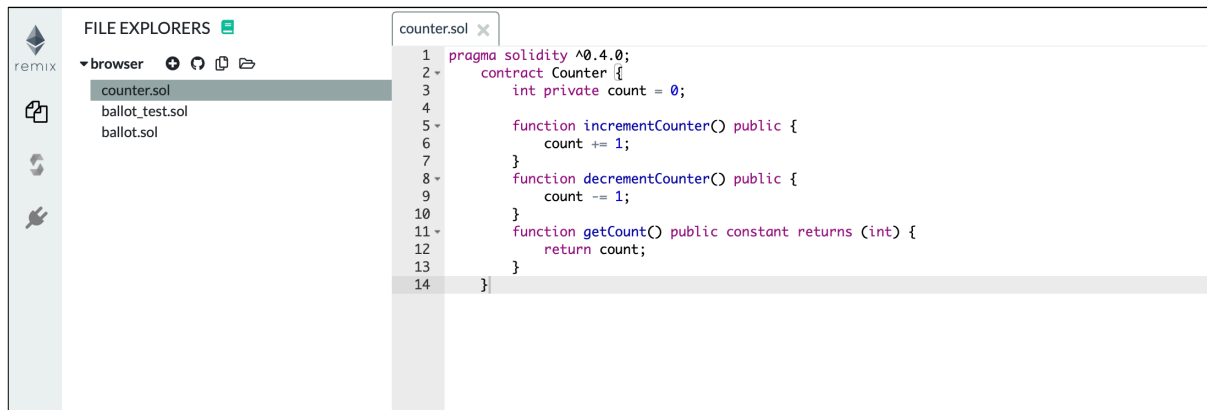 remix
FILE EXPLORERS
browser
counter.sol
ballot_test.sol
ballot.sol
counter.sol
1 pragma solidity ^0.4.0;
2     contract Counter {
3         int private count = 0;
4
5         function incrementCounter() public {
6             count += 1;
7         }
8         function decrementCounter() public {
9             count -= 1;
10         }
11         function getCount() public constant returns (int) {
12             return count;
13         }
14     }